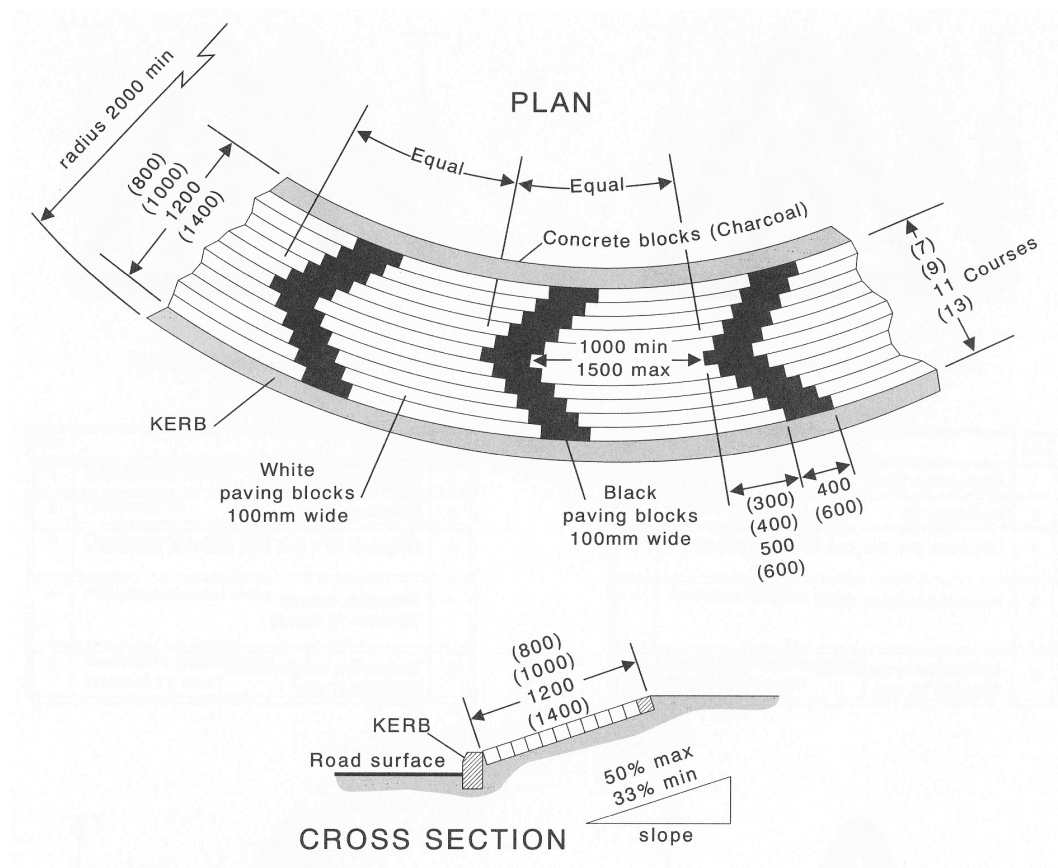 PLAN
radius 2000 min
(800)
(1000)
1200
(1400)
Equal
Equal
Concrete blocks (Charcoal)
(7)
(9)
11
(13)
Courses
1000 min
1500 max
KERB
White
paving blocks
100mm wide
Black
paving blocks
100mm wide
(300)
(400)
500
(600)
400
(600)
(800)
(1000)
1200
(1400)
KERB
Road surface
50% max
33% min
slope
CROSS SECTION